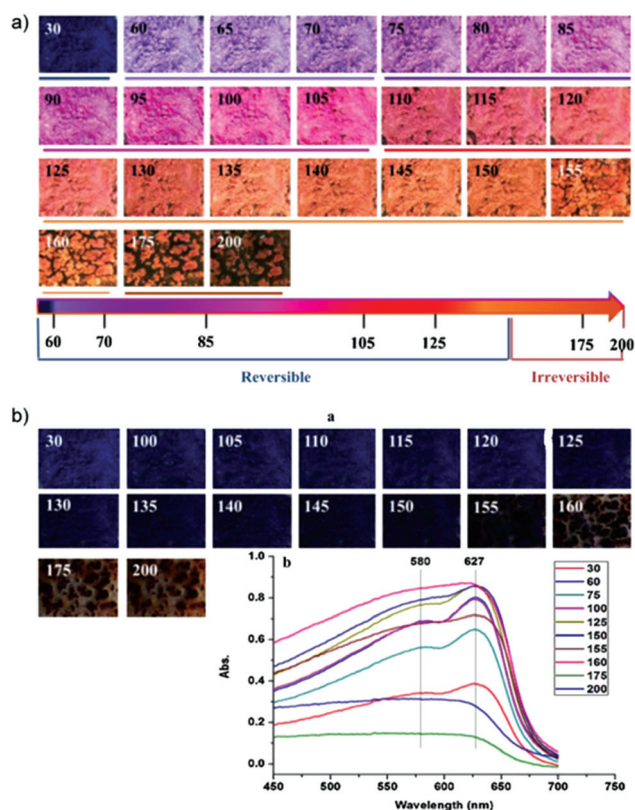 a)
30 60 65 70 75 80 85
90 95 100 105 110 115 120
125 130 135 140 145 150 155
160 175 200
60 70 85 105 125 175 200
Reversible Irreversible
b)
a
30 100 105 110 115 120 125
130 135 140 145 150 155 160
175 200
b
580 627
1.0
0.8
0.6
0.4
0.2
0.0
Abs.
30
60
75
100
125
150
155
160
175
200
450 500 550 600 650 700 750
Wavelength (nm)